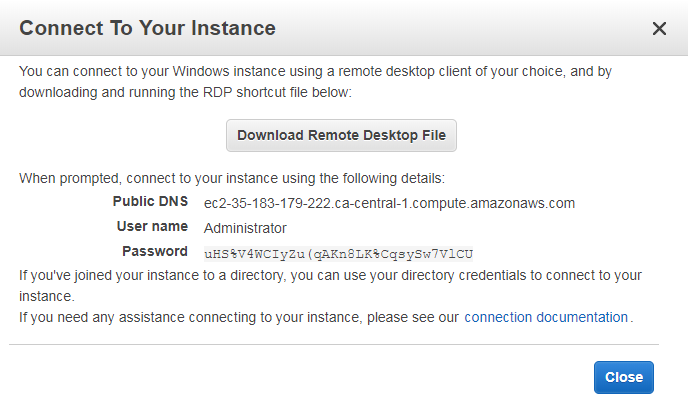 Connect To Your Instance
You can connect to your Windows instance using a remote desktop client of your choice, and by
downloading and running the RDP shortcut file below:
Download Remote Desktop File
When prompted, connect to your instance using the following details:
Public DNS ec2-35-183-179-222.ca-central-1.compute.amazonaws.com
User name Administrator
Password uHS%V4WCIyZu(qAKn8LK%CqsySw7VlCU
If you've joined your instance to a directory, you can use your directory credentials to connect to your
instance.
If you need any assistance connecting to your instance, please see our connection documentation.
Close